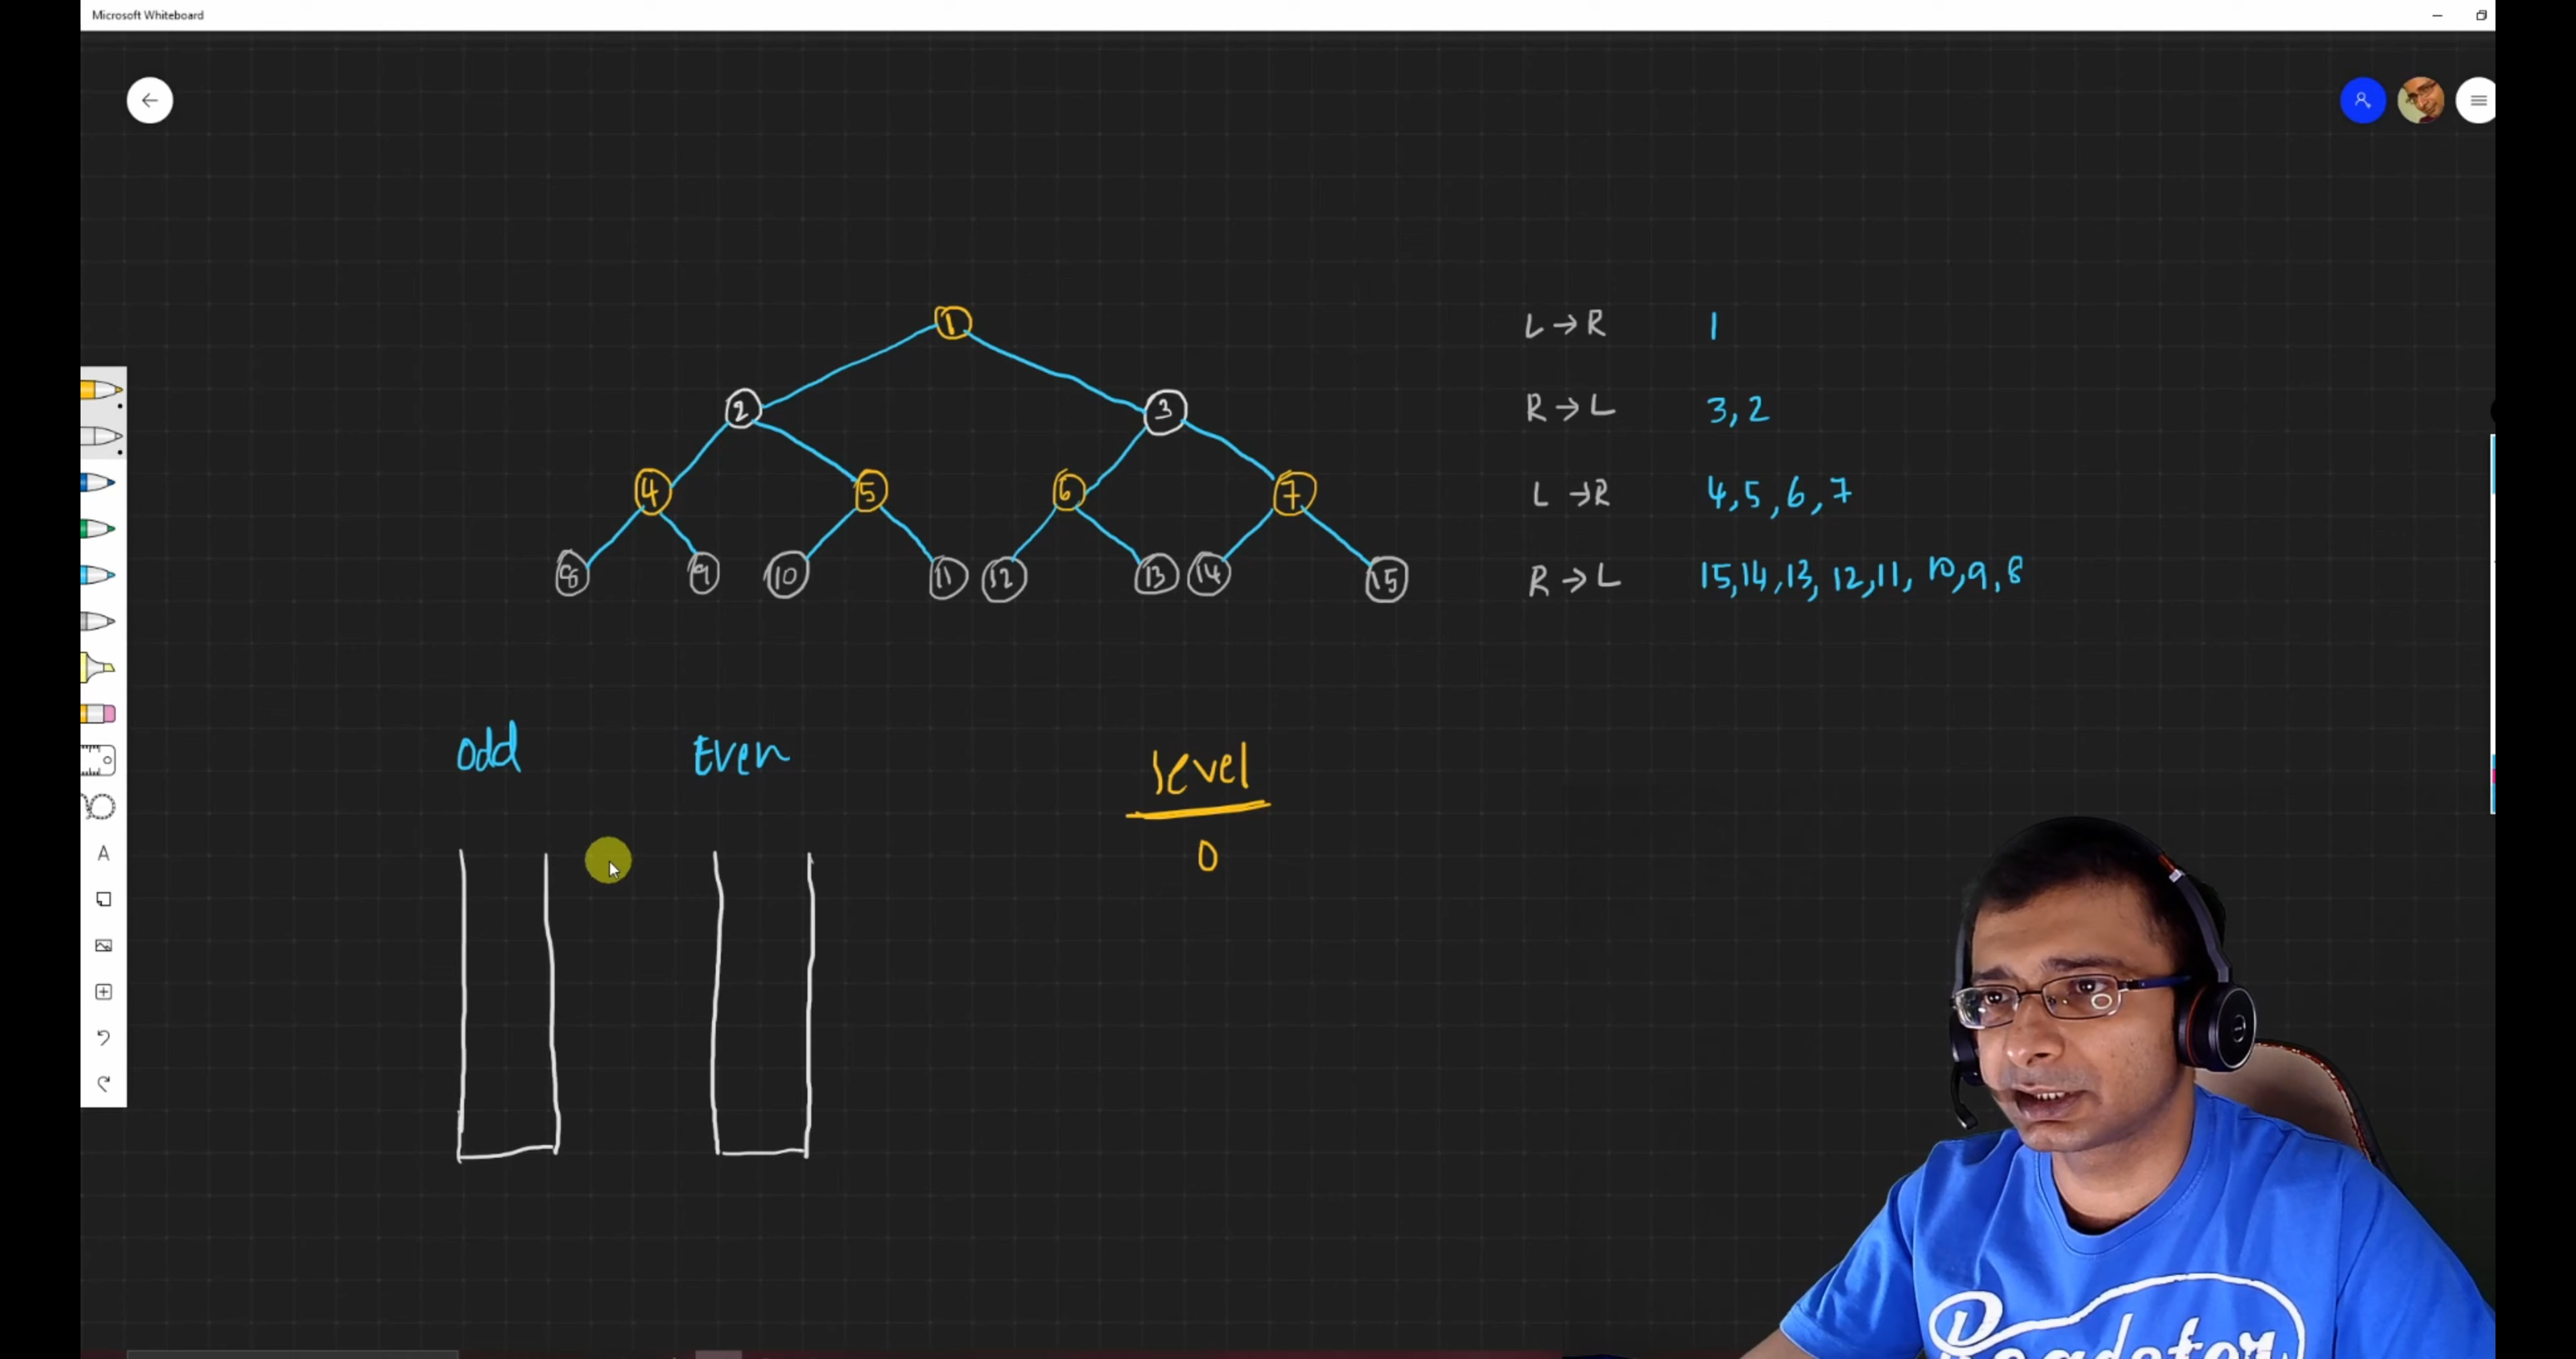 Microsoft Whiteboard
1
L → R 1
2 3
R → L 3, 2
4 5 6 7
L → R 4, 5, 6, 7
8 9 10 11 12 13 14 15
R → L 15, 14, 13, 12, 11, 10, 9, 8
Odd Even level
0
A